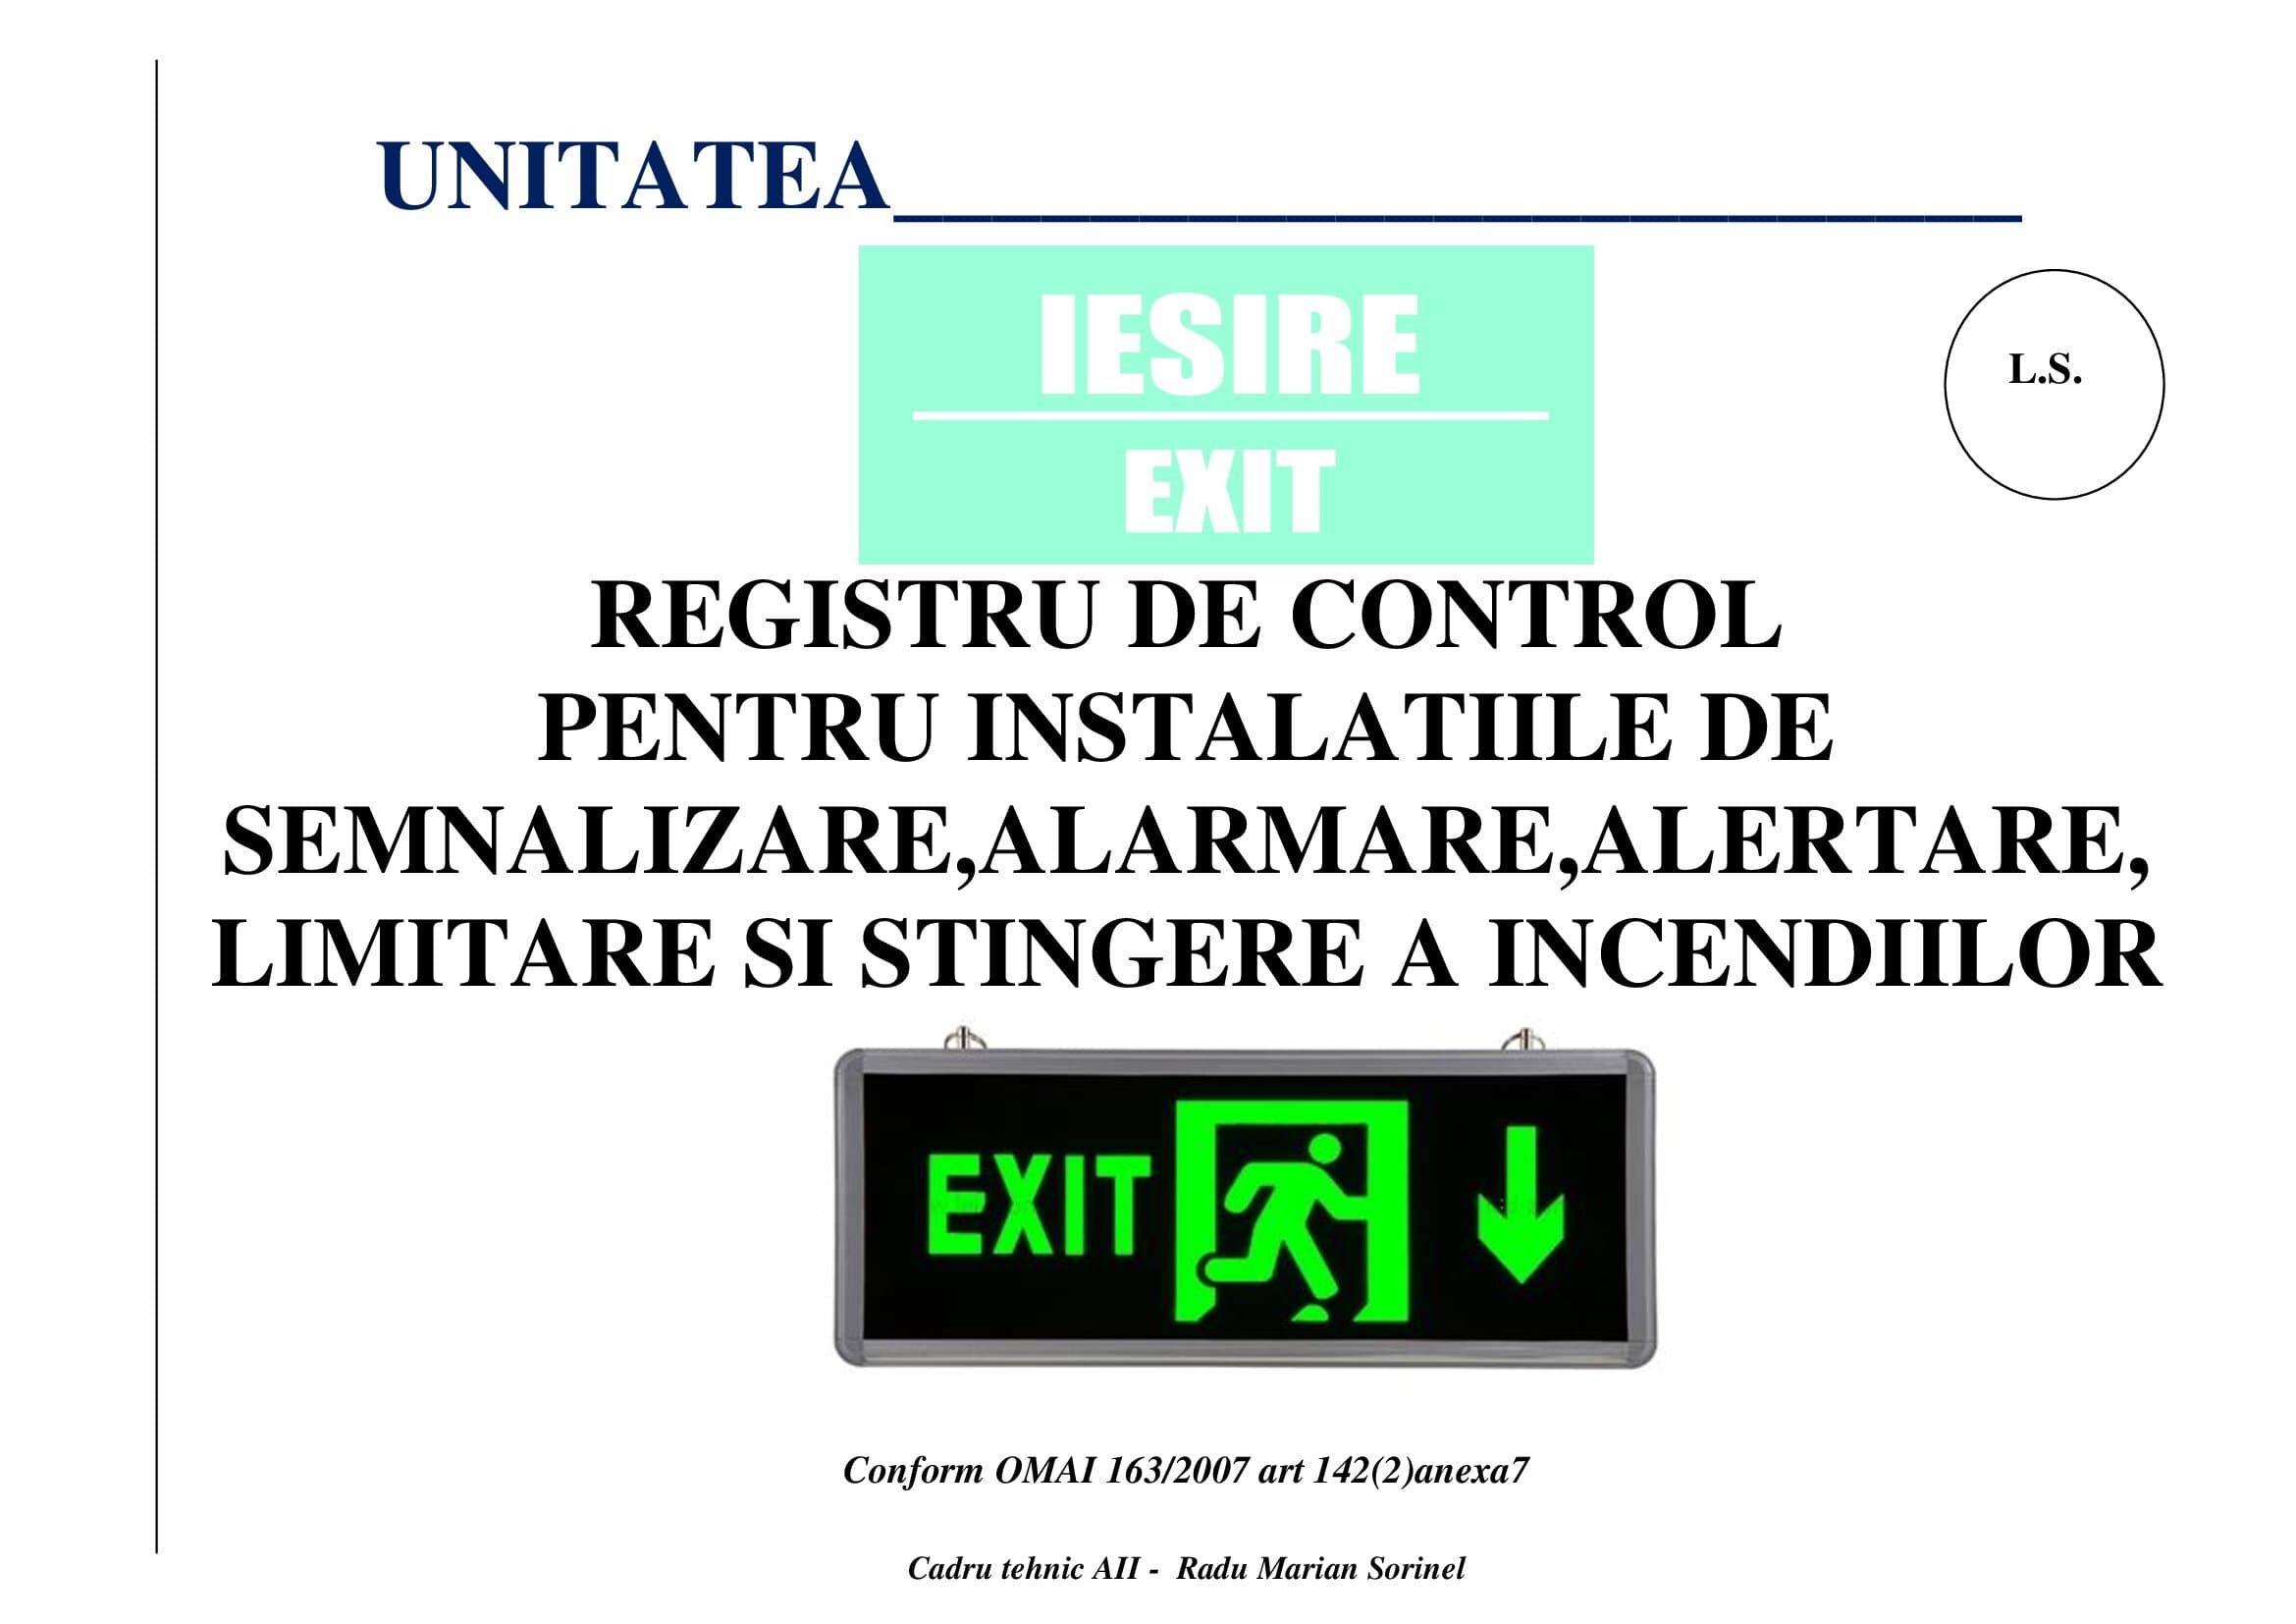 UNITATEA_______________________
IESIRE
EXIT
L.S.
REGISTRU DE CONTROL
PENTRU INSTALATIILE DE
SEMNALIZARE,ALARMARE,ALERTARE,
LIMITARE SI STINGERE A INCENDIILOR
EXIT
Conform OMAI 163/2007 art 142(2)anexa7
Cadru tehnic AII - Radu Marian Sorinel